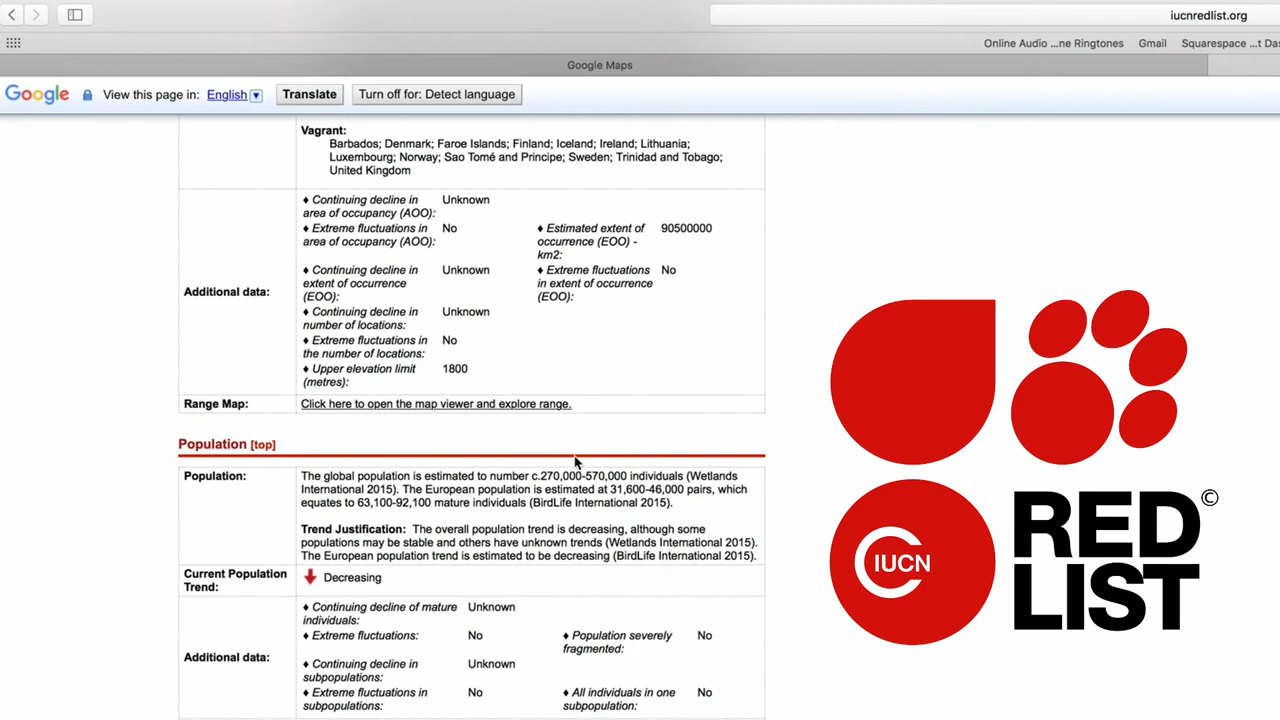 iucnredlist.org
Online Audio ...ne Ringtones Gmail Squarespace ...t Da
Google Maps
Google View this page in: English Translate Turn off for: Detect language
Vagrant:
Barbados; Denmark; Faroe Islands; Finland; Iceland; Ireland; Lithuania;
Luxembourg; Norway; Sao Tomé and Principe; Sweden; Trinidad and Tobago;
United Kingdom
Additional data:
♦ Continuing decline in area of occupancy (AOO): Unknown
♦ Extreme fluctuations in area of occupancy (AOO): No
♦ Estimated extent of occurrence (EOO) - km2: 90500000
♦ Continuing decline in extent of occurrence (EOO): Unknown
♦ Extreme fluctuations in extent of occurrence (EOO): No
♦ Continuing decline in number of locations: Unknown
♦ Extreme fluctuations in the number of locations: No
♦ Upper elevation limit (metres): 1800
Range Map: Click here to open the map viewer and explore range.
Population [top]
Population: The global population is estimated to number c.270,000-570,000 individuals (Wetlands
International 2015). The European population is estimated at 31,600-46,000 pairs, which
equates to 63,100-92,100 mature individuals (BirdLife International 2015).
Trend Justification: The overall population trend is decreasing, although some
populations may be stable and others have unknown trends (Wetlands International 2015).
The European population trend is estimated to be decreasing (BirdLife International 2015).
Current Population Trend: Decreasing
Additional data:
♦ Continuing decline of mature individuals: Unknown
♦ Extreme fluctuations: No
♦ Population severely fragmented: No
♦ Continuing decline in subpopulations: Unknown
♦ Extreme fluctuations in subpopulations: No
♦ All individuals in one subpopulation: No
IUCN
RED ©
LIST